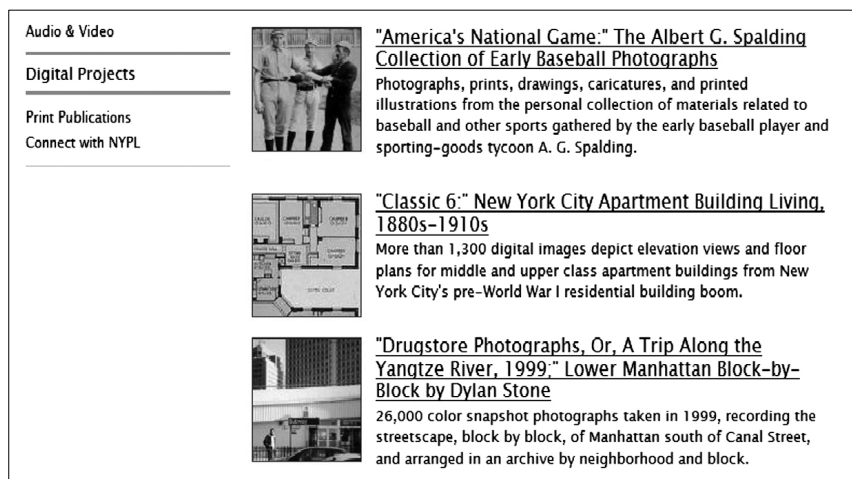 Audio & Video
Digital Projects
Print Publications
Connect with NYPL
"America's National Game:" The Albert G. Spalding
Collection of Early Baseball Photographs
Photographs, prints, drawings, caricatures, and printed
illustrations from the personal collection of materials related to
baseball and other sports gathered by the early baseball player and
sporting-goods tycoon A. G. Spalding.
"Classic 6:" New York City Apartment Building Living,
1880s-1910s
More than 1,300 digital images depict elevation views and floor
plans for middle and upper class apartment buildings from New
York City's pre-World War I residential building boom.
"Drugstore Photographs, Or, A Trip Along the
Yangtze River, 1999;" Lower Manhattan Block-by-
Block by Dylan Stone
26,000 color snapshot photographs taken in 1999, recording the
streetscape, block by block, of Manhattan south of Canal Street,
and arranged in an archive by neighborhood and block.